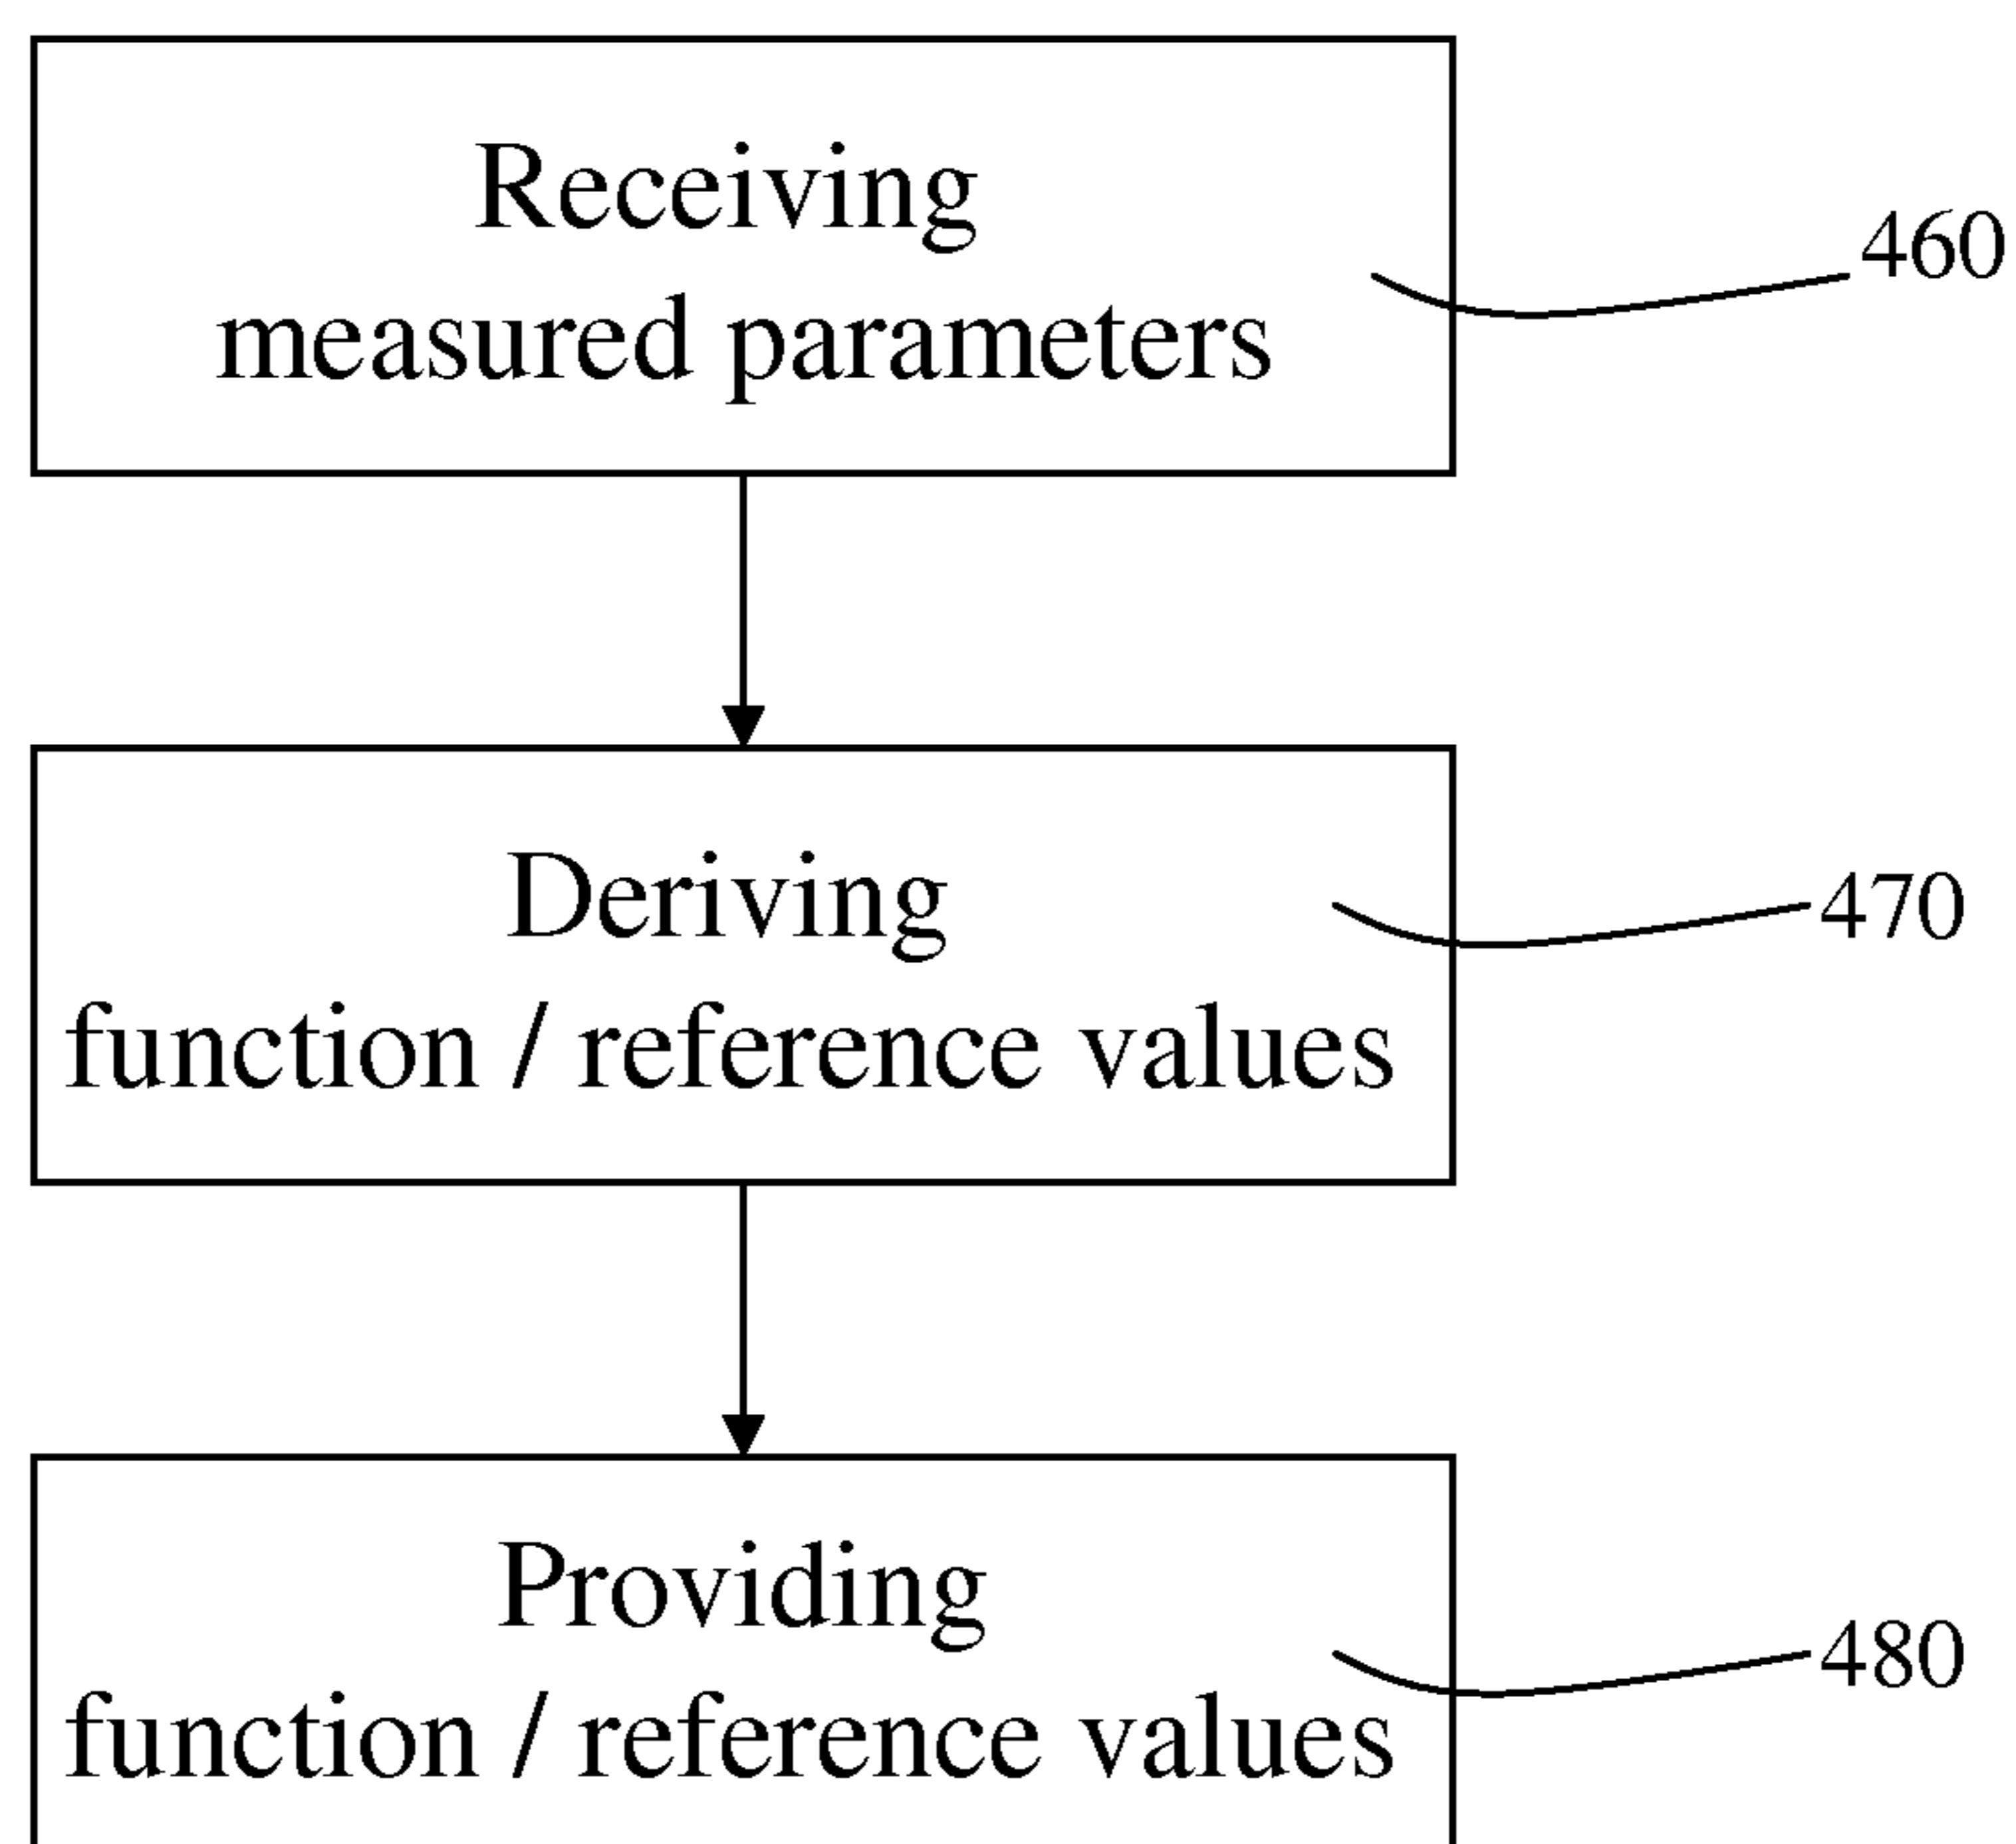 Receiving
measured parameters
460
Deriving
function / reference values
470
Providing
function / reference values
480